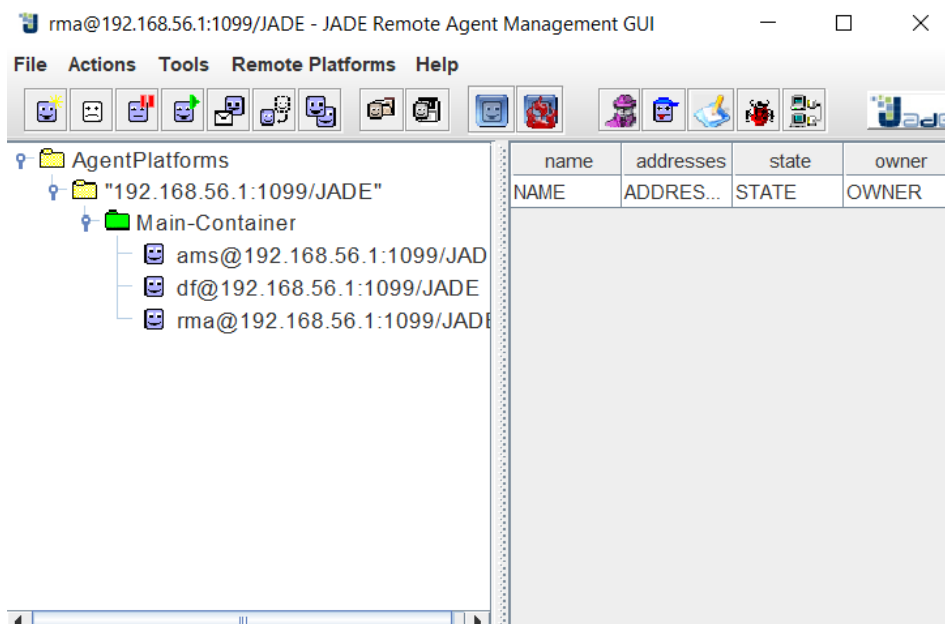 rma@192.168.56.1:1099/JADE - JADE Remote Agent Management GUI
File Actions Tools Remote Platforms Help
Jade
AgentPlatforms
"192.168.56.1:1099/JADE"
Main-Container
ams@192.168.56.1:1099/JAD
df@192.168.56.1:1099/JADE
rma@192.168.56.1:1099/JADE
name addresses state owner
NAME ADDRES... STATE OWNER